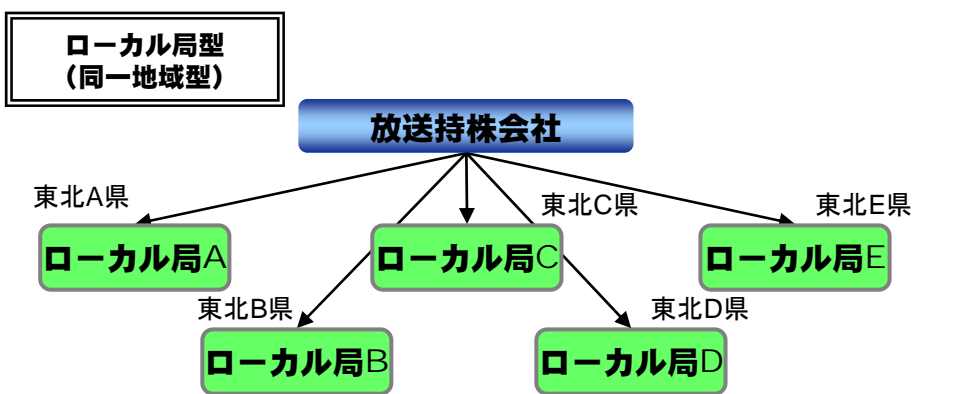 ローカル局型
（同一地域型）
放送持株会社
東北A県
東北C県
東北E県
ローカル局A
ローカル局C
ローカル局E
東北B県
東北D県
ローカル局B
ローカル局D